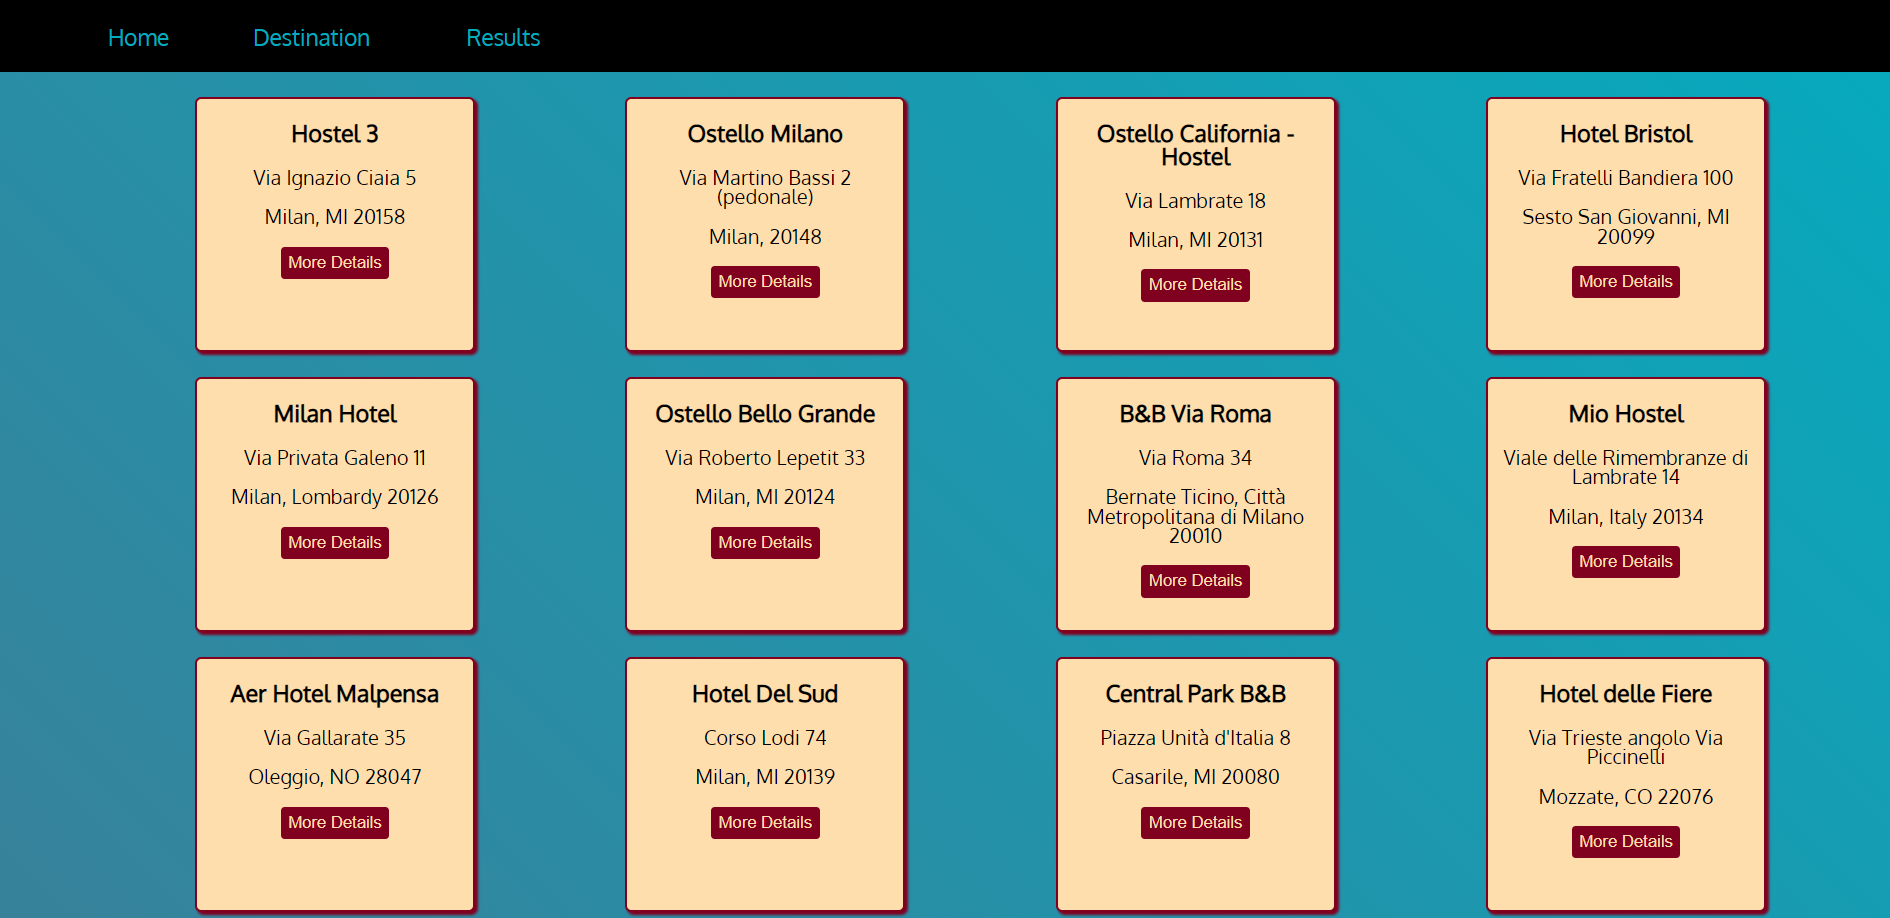 Home
Destination
Results
Hostel 3
Via Ignazio Ciaia 5
Milan, MI 20158
More Details
Ostello Milano
Via Martino Bassi 2
(pedonale)
Milan, 20148
More Details
Ostello California -
Hostel
Via Lambrate 18
Milan, MI 20131
More Details
Hotel Bristol
Via Fratelli Bandiera 100
Sesto San Giovanni, MI
20099
More Details
Milan Hotel
Via Privata Galeno 11
Milan, Lombardy 20126
More Details
Ostello Bello Grande
Via Roberto Lepetit 33
Milan, MI 20124
More Details
B&B Via Roma
Via Roma 34
Bernate Ticino, Città
Metropolitana di Milano
20010
More Details
Mio Hostel
Viale delle Rimembranze di
Lambrate 14
Milan, Italy 20134
More Details
Aer Hotel Malpensa
Via Gallarate 35
Oleggio, NO 28047
More Details
Hotel Del Sud
Corso Lodi 74
Milan, MI 20139
More Details
Central Park B&B
Piazza Unità d'Italia 8
Casarile, MI 20080
More Details
Hotel delle Fiere
Via Trieste angolo Via
Piccinelli
Mozzate, CO 22076
More Details